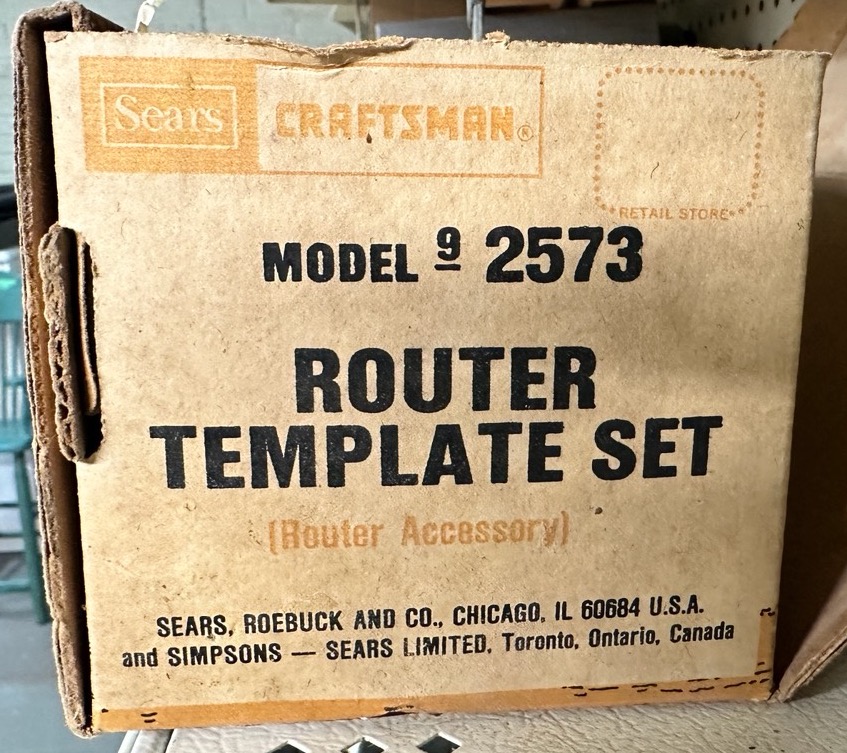 Sears CRAFTSMAN®
*RETAIL STORE*
MODEL 9 2573
ROUTER
TEMPLATE SET
(Router Accessory)
SEARS, ROEBUCK AND CO., CHICAGO, IL 60684 U.S.A.
and SIMPSONS — SEARS LIMITED, Toronto, Ontario, Canada